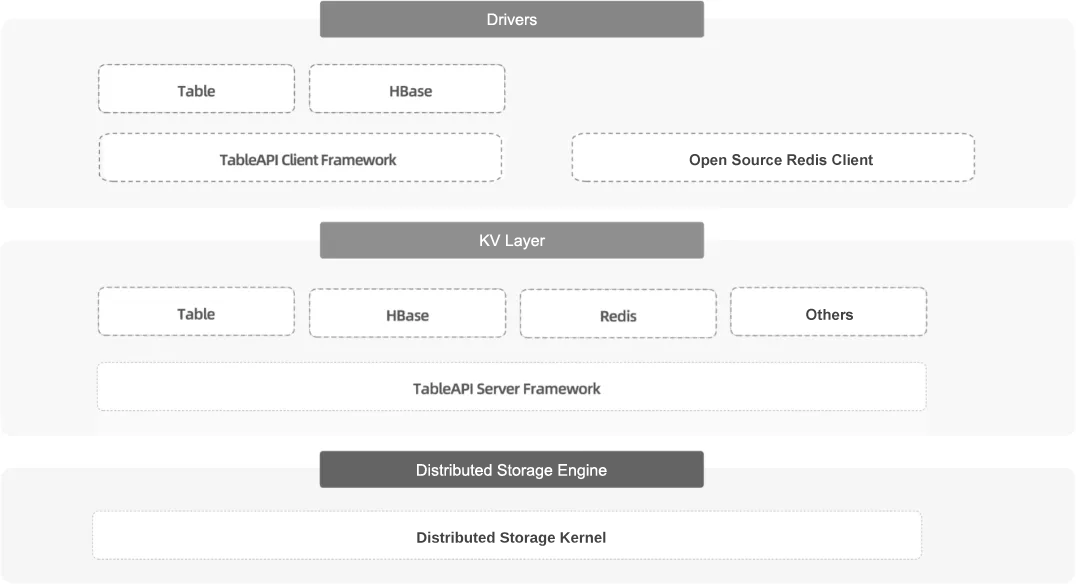 Drivers
Table
HBase
TableAPI Client Framework
Open Source Redis Client
KV Layer
Table
HBase
Redis
Others
TableAPI Server Framework
Distributed Storage Engine
Distributed Storage Kernel